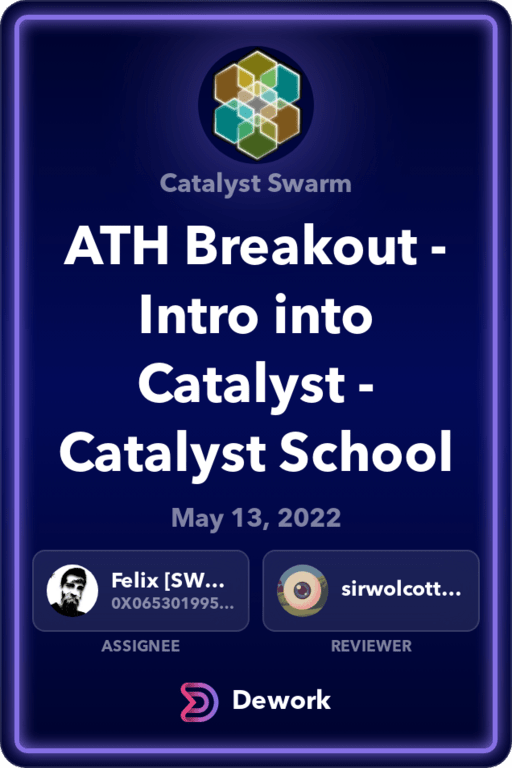 Catalyst Swarm
ATH Breakout -
Intro into
Catalyst -
Catalyst School
May 13, 2022
Felix [SW...
0X065301995...
sirwolcott...
ASSIGNEE
REVIEWER
Dework